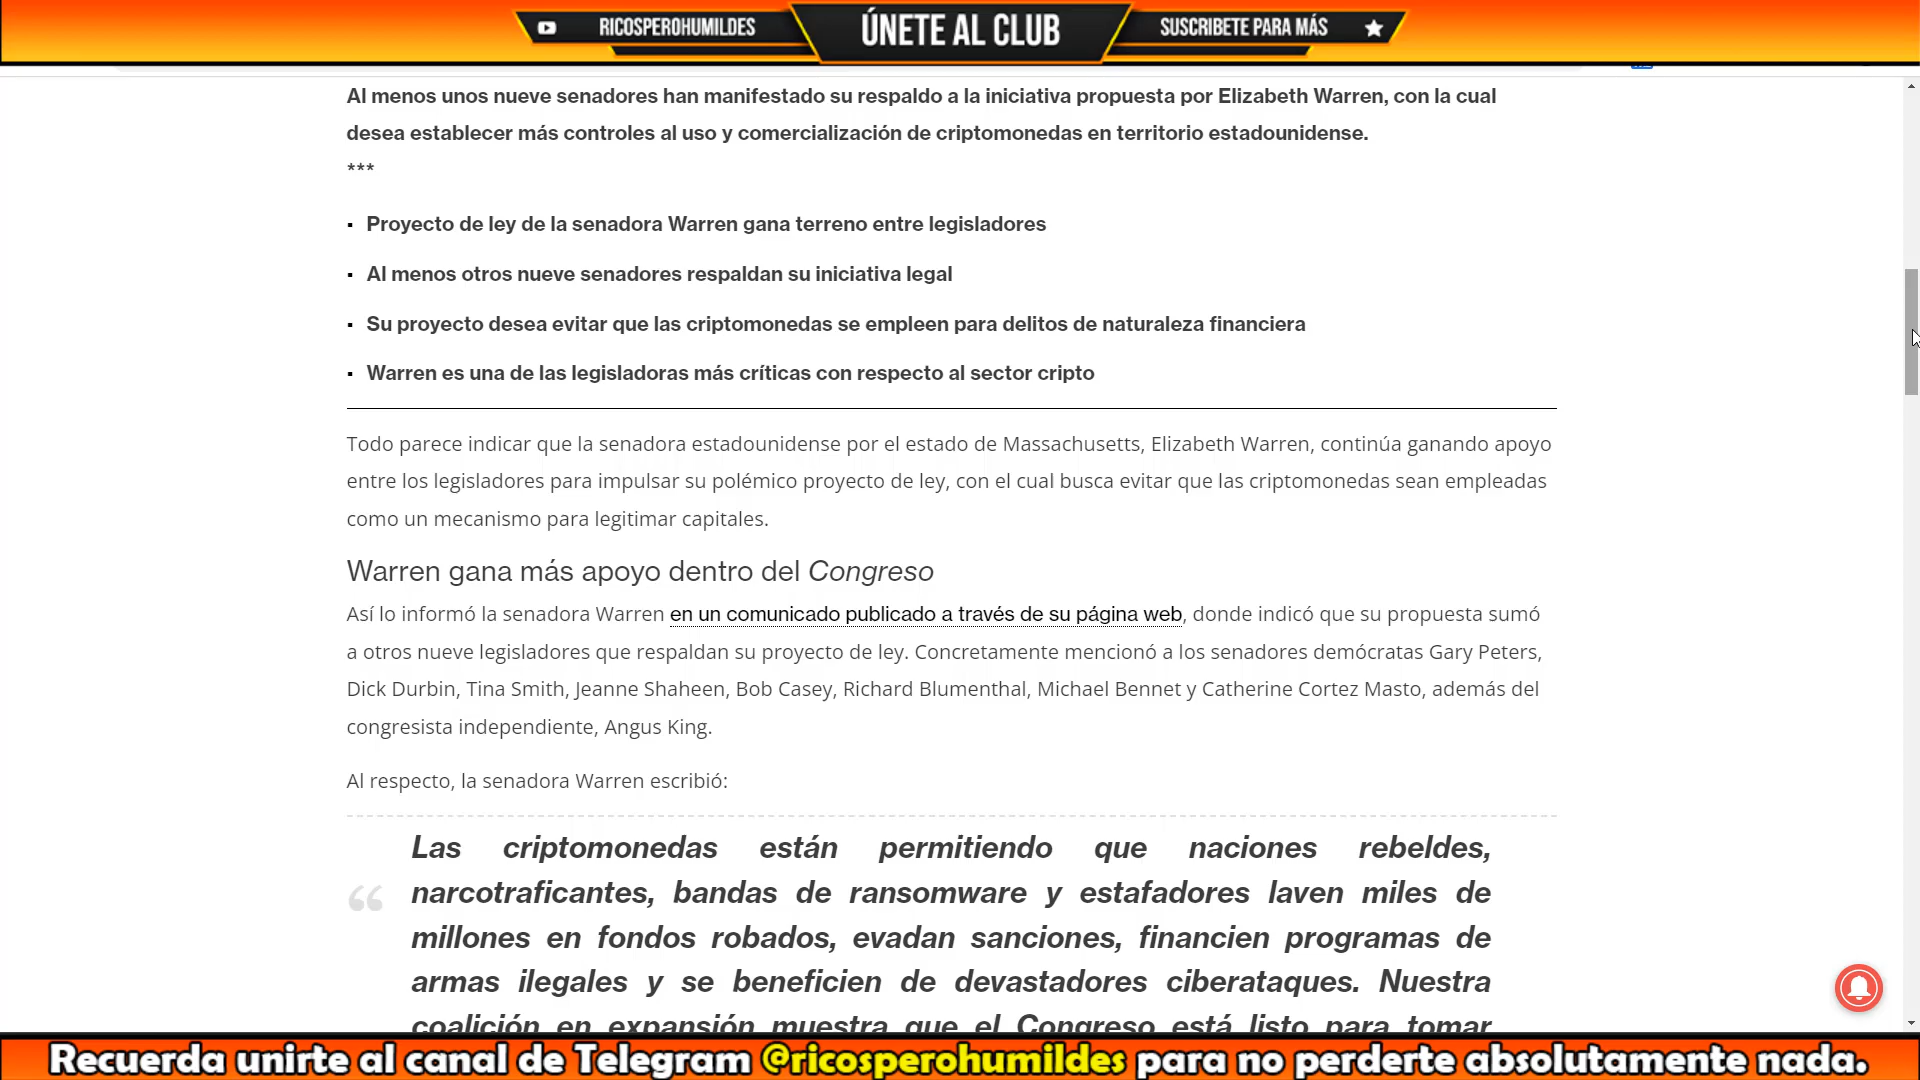 RICOSPEROHUMILDES
ÚNETE AL CLUB
SUSCRIBETE PARA MÁS
Al menos unos nueve senadores han manifestado su respaldo a la iniciativa propuesta por Elizabeth Warren, con la cual
desea establecer más controles al uso y comercialización de criptomonedas en territorio estadounidense.
***
▪ Proyecto de ley de la senadora Warren gana terreno entre legisladores
▪ Al menos otros nueve senadores respaldan su iniciativa legal
▪ Su proyecto desea evitar que las criptomonedas se empleen para delitos de naturaleza financiera
▪ Warren es una de las legisladoras más críticas con respecto al sector cripto
Todo parece indicar que la senadora estadounidense por el estado de Massachusetts, Elizabeth Warren, continúa ganando apoyo
entre los legisladores para impulsar su polémico proyecto de ley, con el cual busca evitar que las criptomonedas sean empleadas
como un mecanismo para legitimar capitales.
Warren gana más apoyo dentro del Congreso
Así lo informó la senadora Warren en un comunicado publicado a través de su página web, donde indicó que su propuesta sumó
a otros nueve legisladores que respaldan su proyecto de ley. Concretamente mencionó a los senadores demócratas Gary Peters,
Dick Durbin, Tina Smith, Jeanne Shaheen, Bob Casey, Richard Blumenthal, Michael Bennet y Catherine Cortez Masto, además del
congresista independiente, Angus King.
Al respecto, la senadora Warren escribió:
“ Las criptomonedas están permitiendo que naciones rebeldes,
narcotraficantes, bandas de ransomware y estafadores laven miles de
millones en fondos robados, evadan sanciones, financien programas de
armas ilegales y se beneficien de devastadores ciberataques. Nuestra
coalición en expansión muestra que el Congreso está listo para tomar
Recuerda unirte al canal de Telegram @ricosperohumildes para no perderte absolutamente nada.